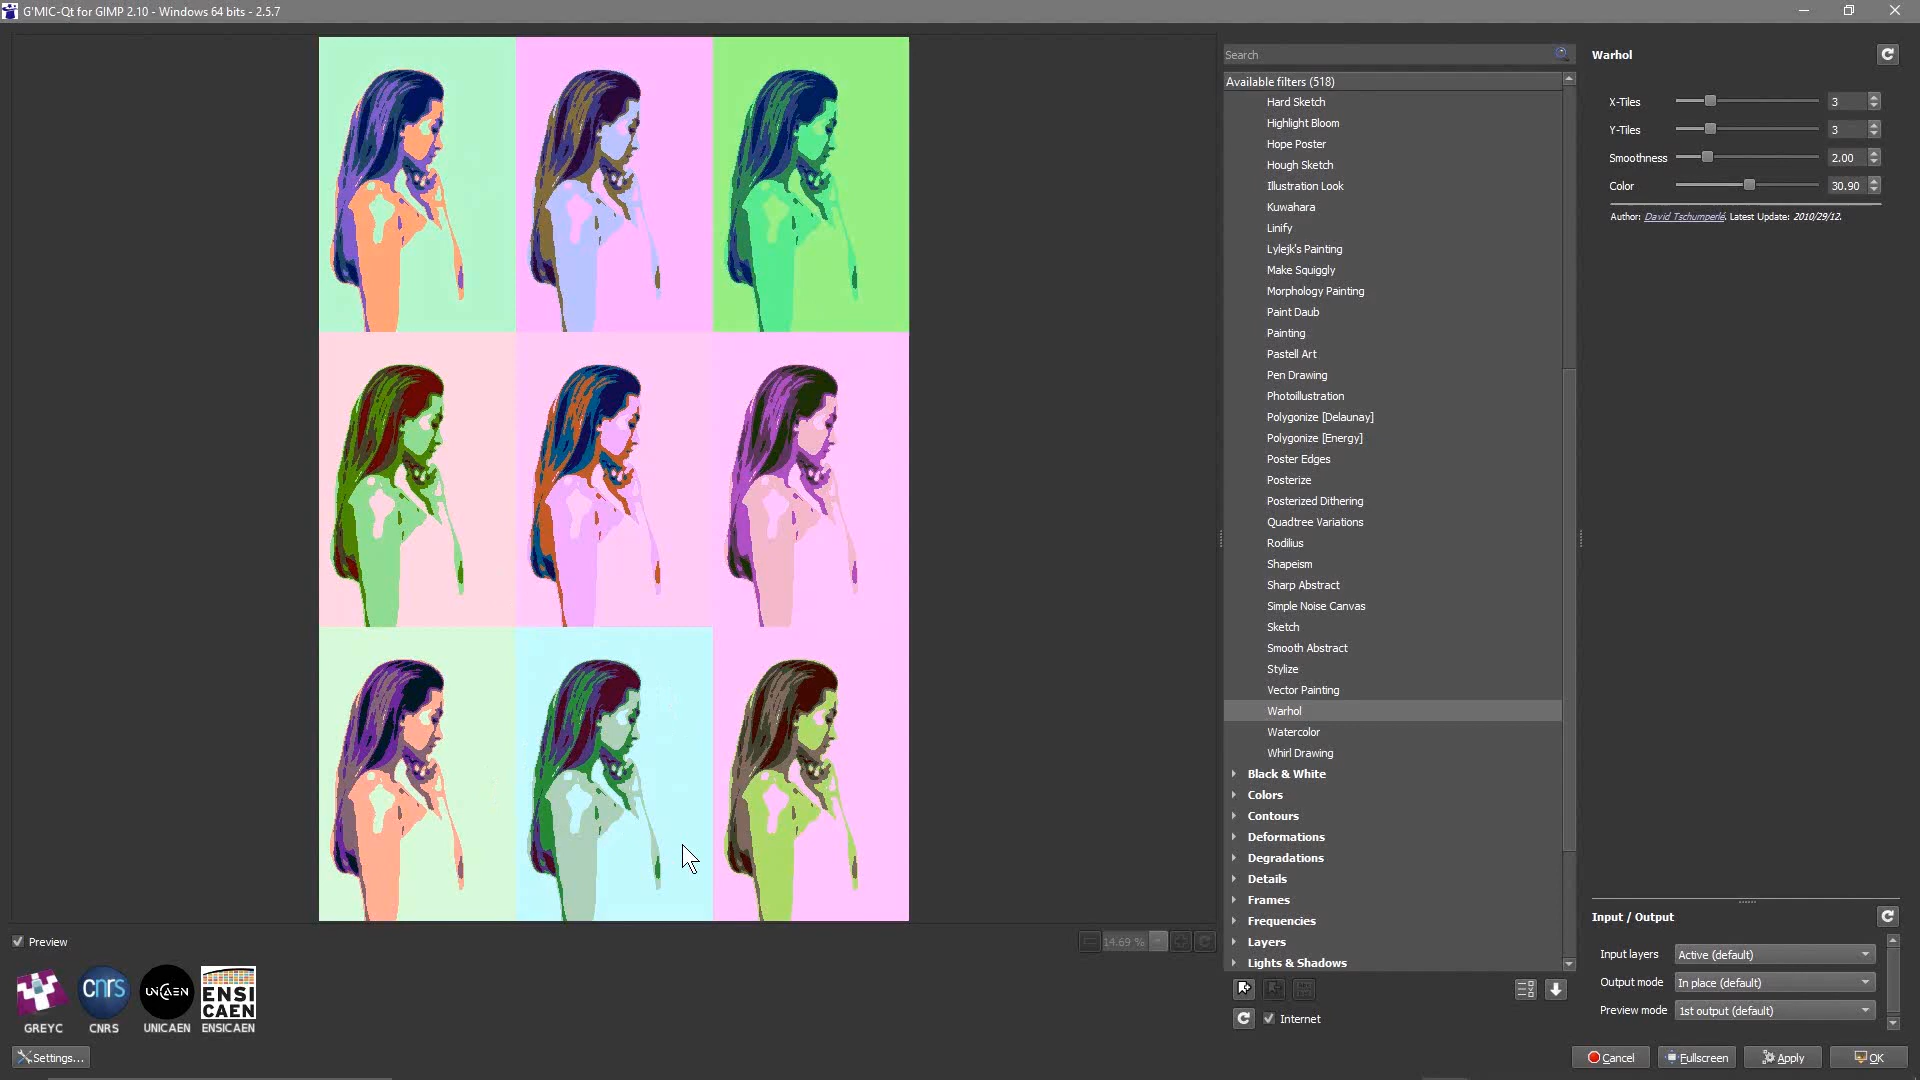 G'MIC-Qt for GIMP 2.10 - Windows 64 bits - 2.5.7
Search
Available filters (518)
Hard Sketch
Highlight Bloom
Hope Poster
Hough Sketch
Illustration Look
Kuwahara
Linify
Lylejk's Painting
Make Squiggly
Morphology Painting
Paint Daub
Painting
Pastell Art
Pen Drawing
Photoillustration
Polygonize [Delaunay]
Polygonize [Energy]
Poster Edges
Posterize
Posterized Dithering
Quadtree Variations
Rodilius
Shapeism
Sharp Abstract
Simple Noise Canvas
Sketch
Smooth Abstract
Stylize
Vector Painting
Warhol
Watercolor
Whirl Drawing
Black & White
Colors
Contours
Deformations
Degradations
Details
Frames
Frequencies
Layers
Lights & Shadows
Internet
Warhol
X-Tiles 3
Y-Tiles 3
Smoothness 2.00
Color 30.90
Author: David Tschumperlé. Latest Update: 2010/29/12.
Input / Output
Input layers Active (default)
Output mode In place (default)
Preview mode 1st output (default)
Preview
14.69 %
cnrs
UNICAEN
ENSI
CAEN
GREYC
CNRS
UNICAEN
ENSICAEN
Settings...
Cancel
Fullscreen
Apply
OK